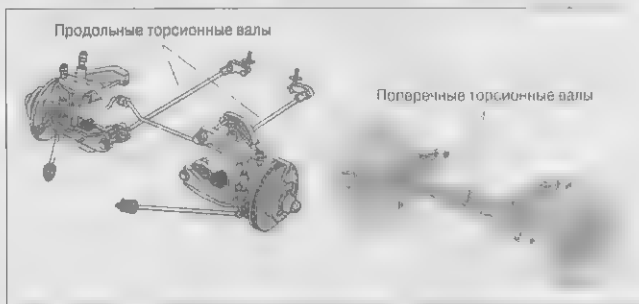 Продольные торсионные валы
Поперечные торсионные валы